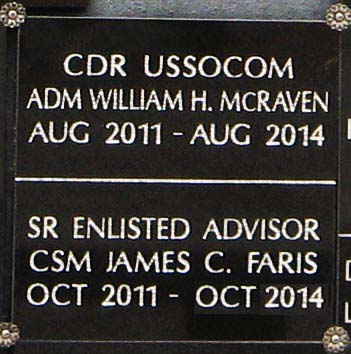 CDR USSOCOM
ADM WILLIAM H. MCRAVEN
AUG 2011 - AUG 2014
SR ENLISTED ADVISOR
CSM JAMES C. FARIS
OCT 2011 - OCT 2014